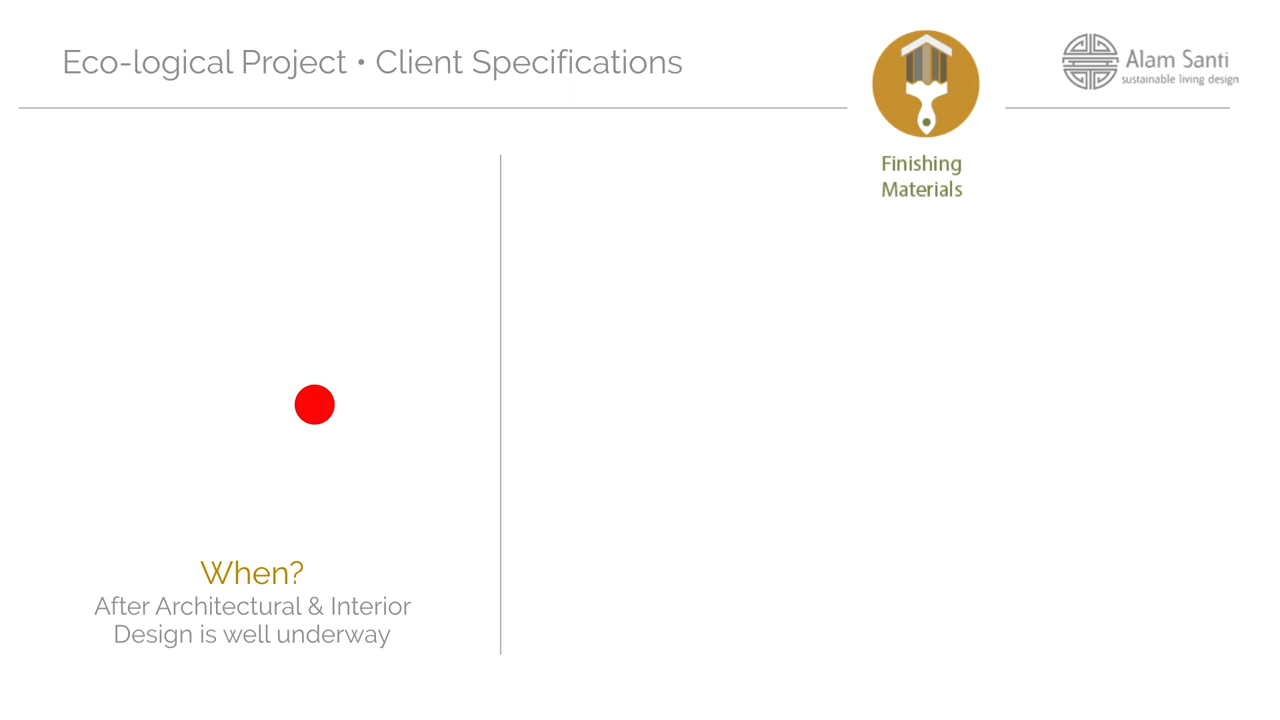 Eco-logical Project • Client Specifications
Alam Santi
sustainable living design
Finishing
Materials
When?
After Architectural & Interior
Design is well underway